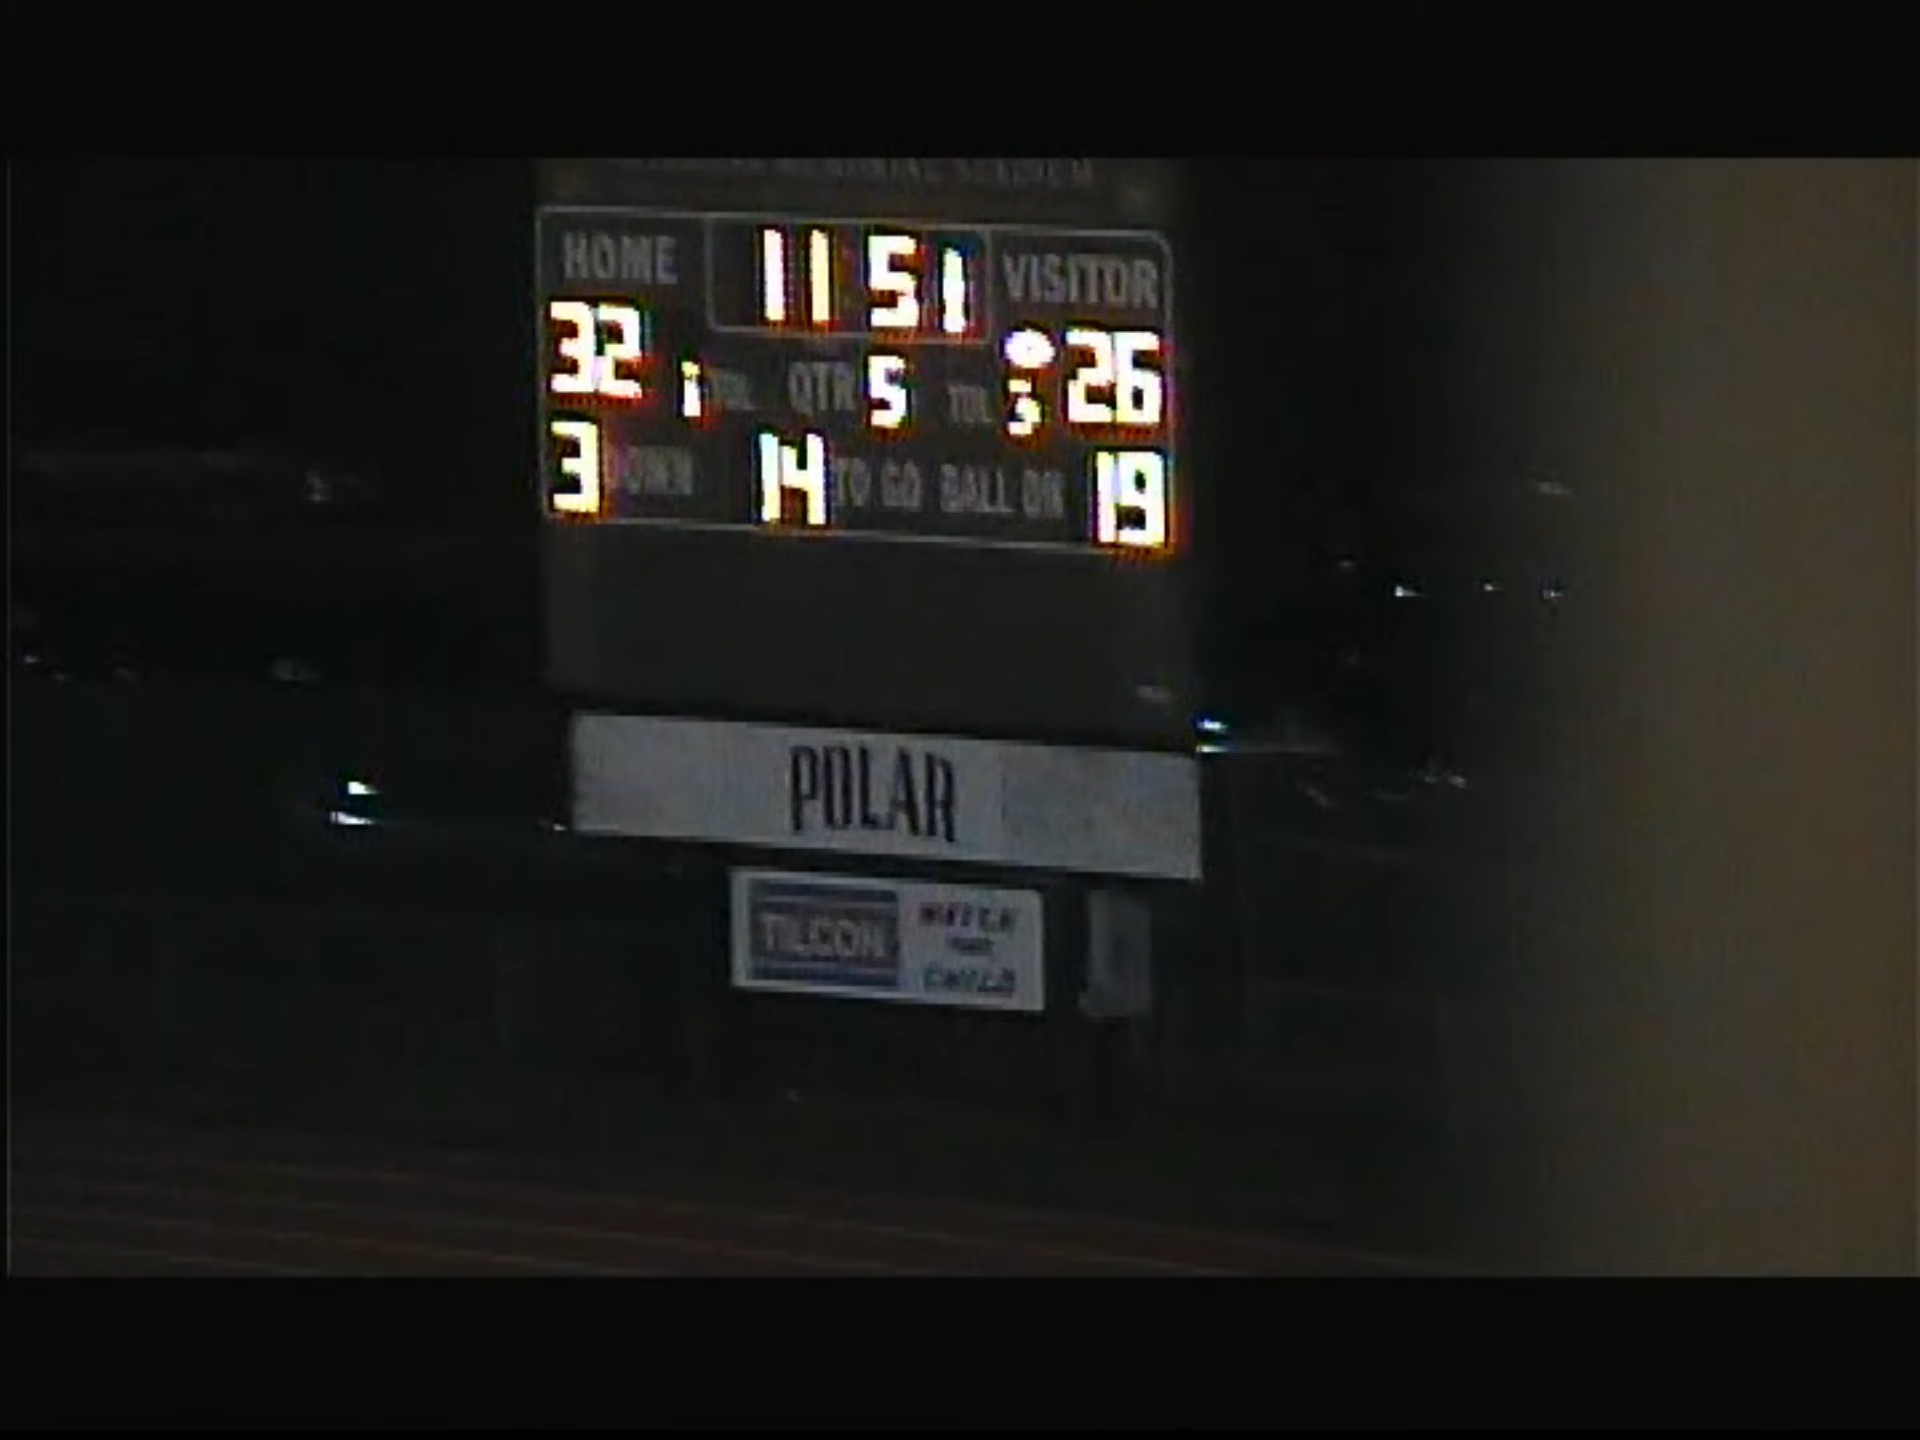 HOME 11 51 VISITOR
32 1 TOL QTR 5 TOL 3 26
3 DOWN 14 TO GO BALL ON 19
POLAR
TILCON